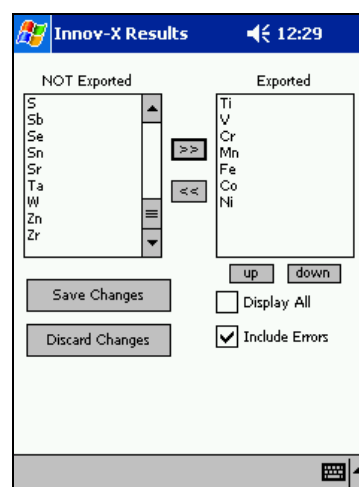 Innov-X Results 12:29
NOT Exported
Exported
S
Sb
Se
Sn
Sr
Ta
W
Zn
Zr
>>
<<
Ti
V
Cr
Mn
Fe
Co
Ni
up down
Save Changes
Display All
Discard Changes
Include Errors